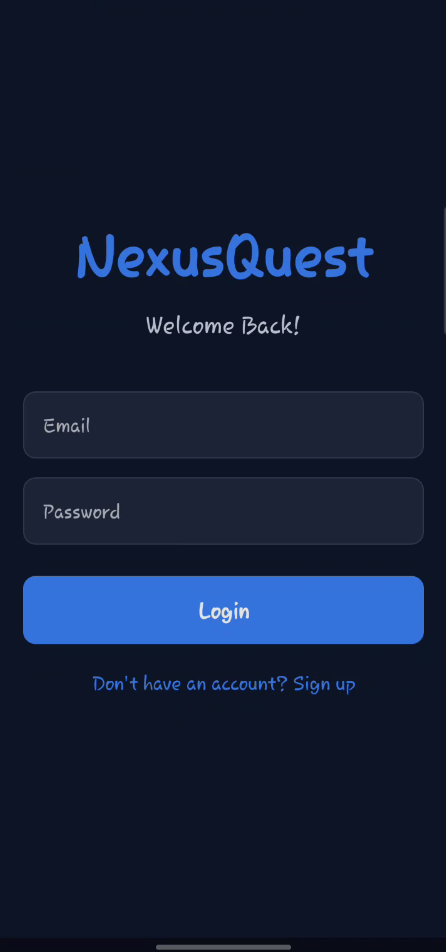 NexusQuest
Welcome Back!
Email
Password
Login
Don't have an account? Sign up